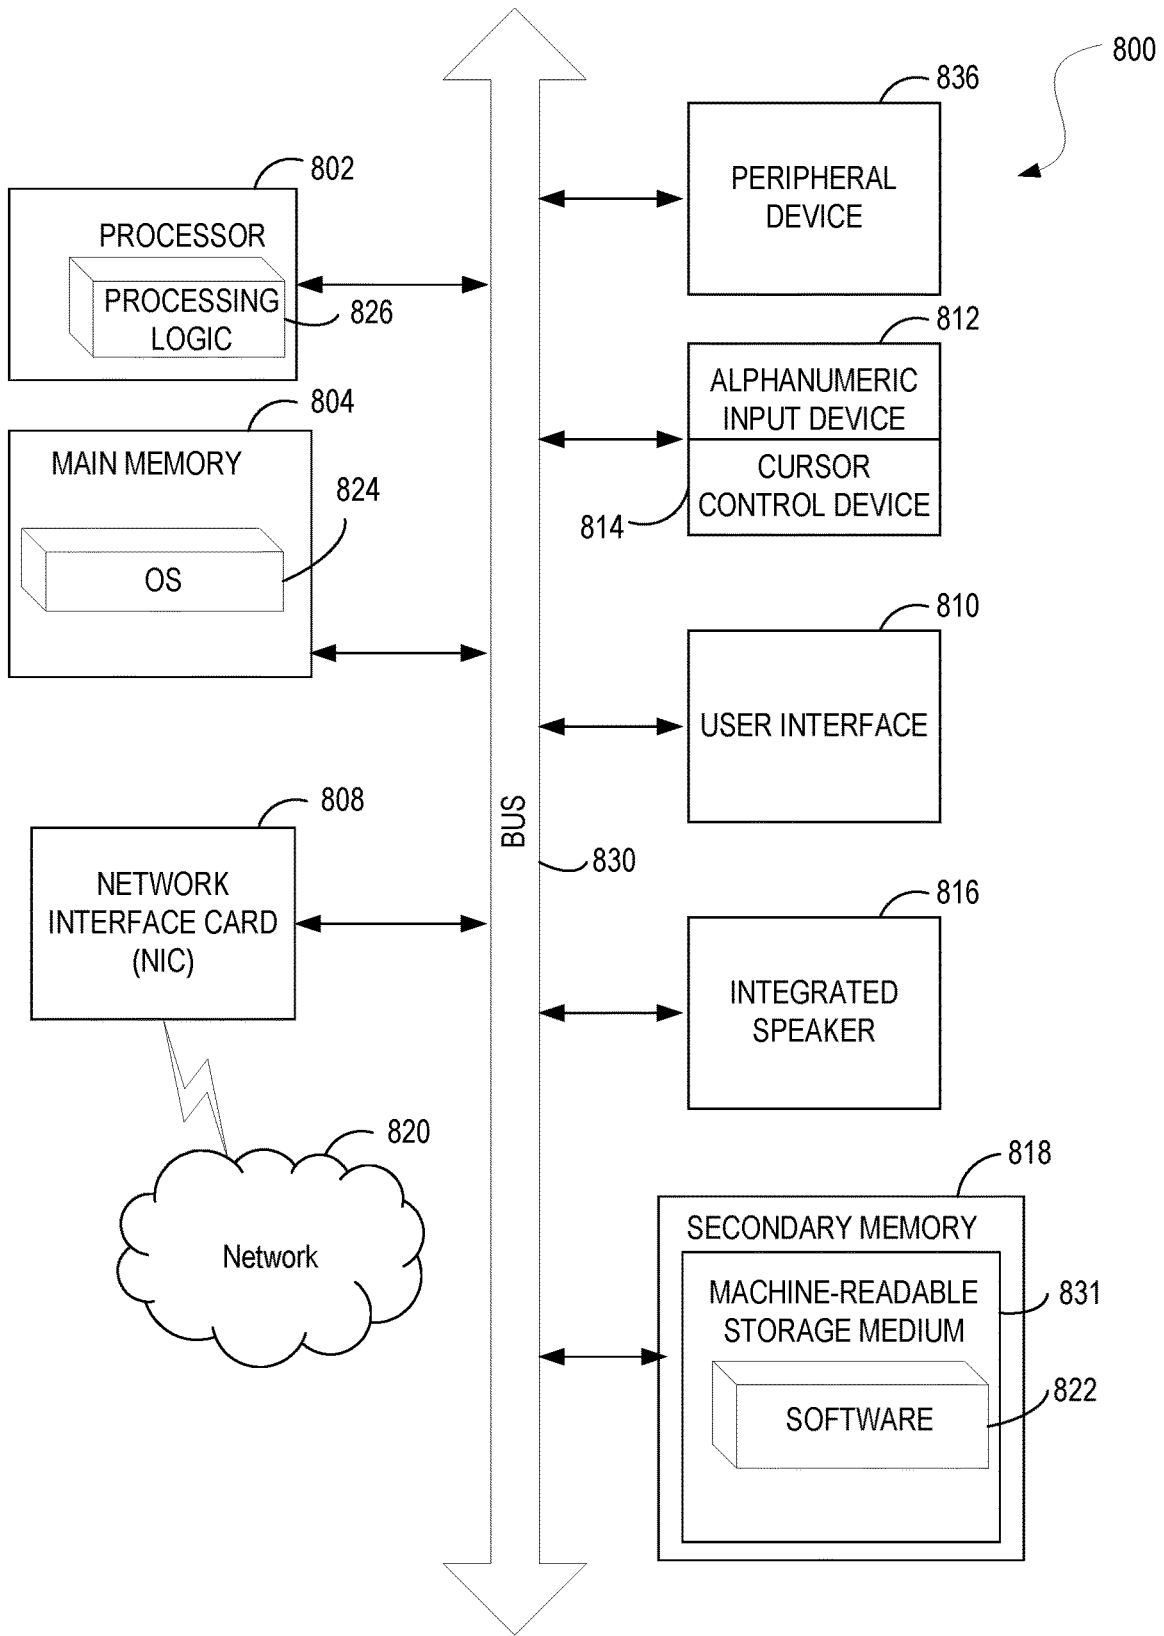 800
836
PERIPHERAL
DEVICE
802
PROCESSOR
PROCESSING
LOGIC
826
812
ALPHANUMERIC
INPUT DEVICE
CURSOR
CONTROL DEVICE
814
804
MAIN MEMORY
824
OS
810
USER INTERFACE
808
NETWORK
INTERFACE CARD
(NIC)
BUS
830
816
INTEGRATED
SPEAKER
820
Network
818
SECONDARY MEMORY
MACHINE-READABLE
STORAGE MEDIUM
831
SOFTWARE
822